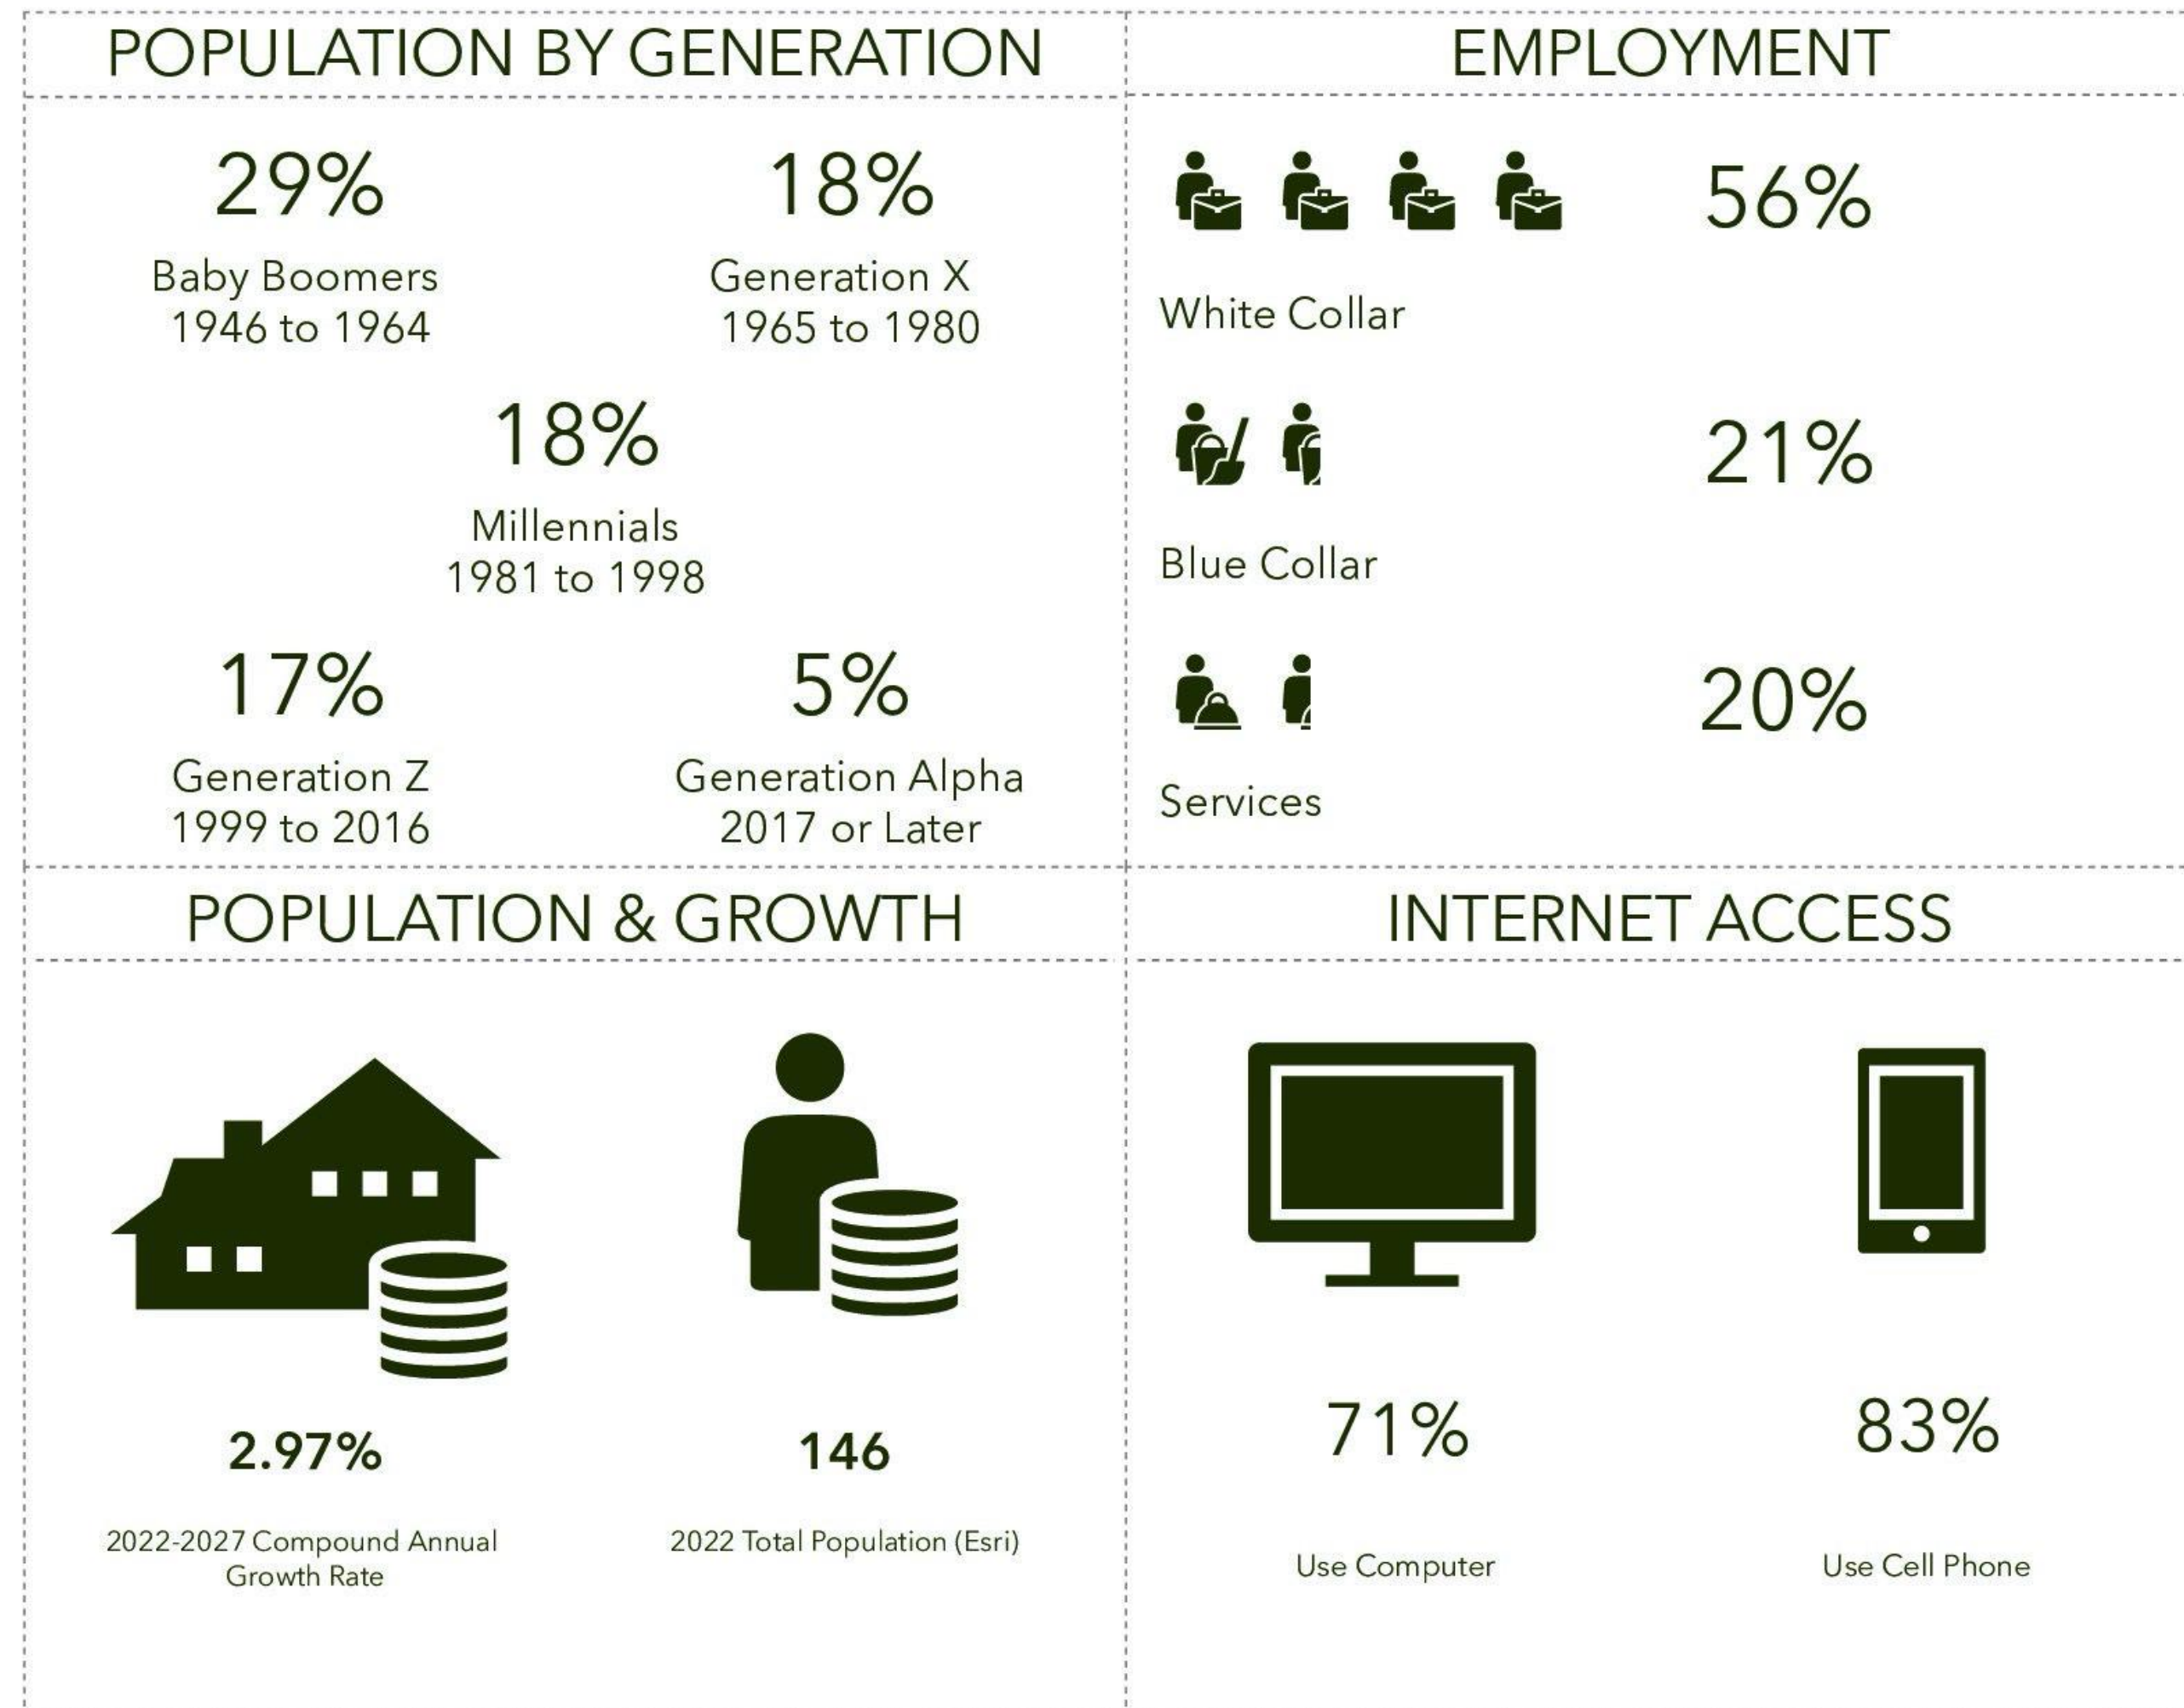 POPULATION BY GENERATION
29%
Baby Boomers
1946 to 1964
18%
Generation X
1965 to 1980
18%
Millennials
1981 to 1998
17%
Generation Z
1999 to 2016
5%
Generation Alpha
2017 or Later
EMPLOYMENT
56%
White Collar
21%
Blue Collar
20%
Services
POPULATION & GROWTH
2.97%
2022-2027 Compound Annual
Growth Rate
146
2022 Total Population (Esri)
INTERNET ACCESS
71%
Use Computer
83%
Use Cell Phone